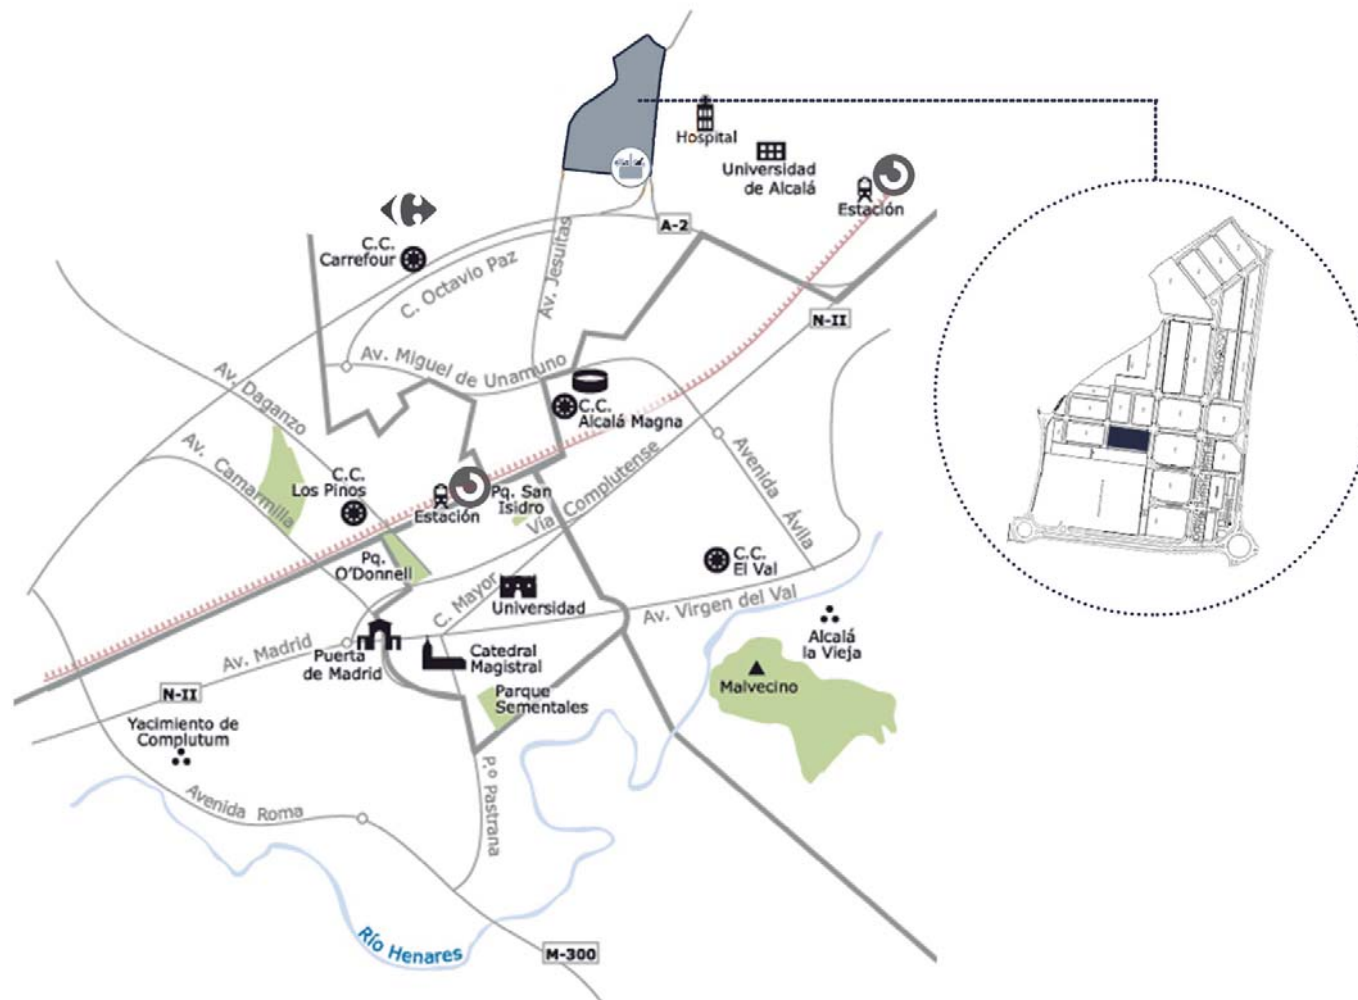 Hospital
Universidad
de Alcalá
Estación
A-2
C.C.
Carrefour
C. Octavio Paz
Av. Jesuitas
N-II
Av. Miguel de Unamuno
Av. Daganzo
C.C.
Alcalá Magna
Av. Camarmilla
C.C.
Los Pinos
Estación
Pq. San
Isidro
Vía Complutense
Avenida Ávila
Pq.
O'Donnell
C.C.
El Val
C. Mayor
Universidad
Av. Virgen del Val
Alcalá
la Vieja
Av. Madrid
Puerta
de Madrid
Catedral
Magistral
Malvecino
N-II
Parque
Sementales
Yacimiento de
Complutum
Pº Pastrana
Avenida Roma
Río Henares
M-300